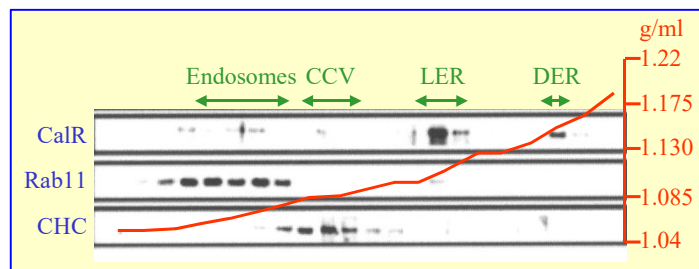 g/ml
1.22
Endosomes CCV LER DER
1.175
CalR
1.130
Rab11
1.085
CHC
1.04